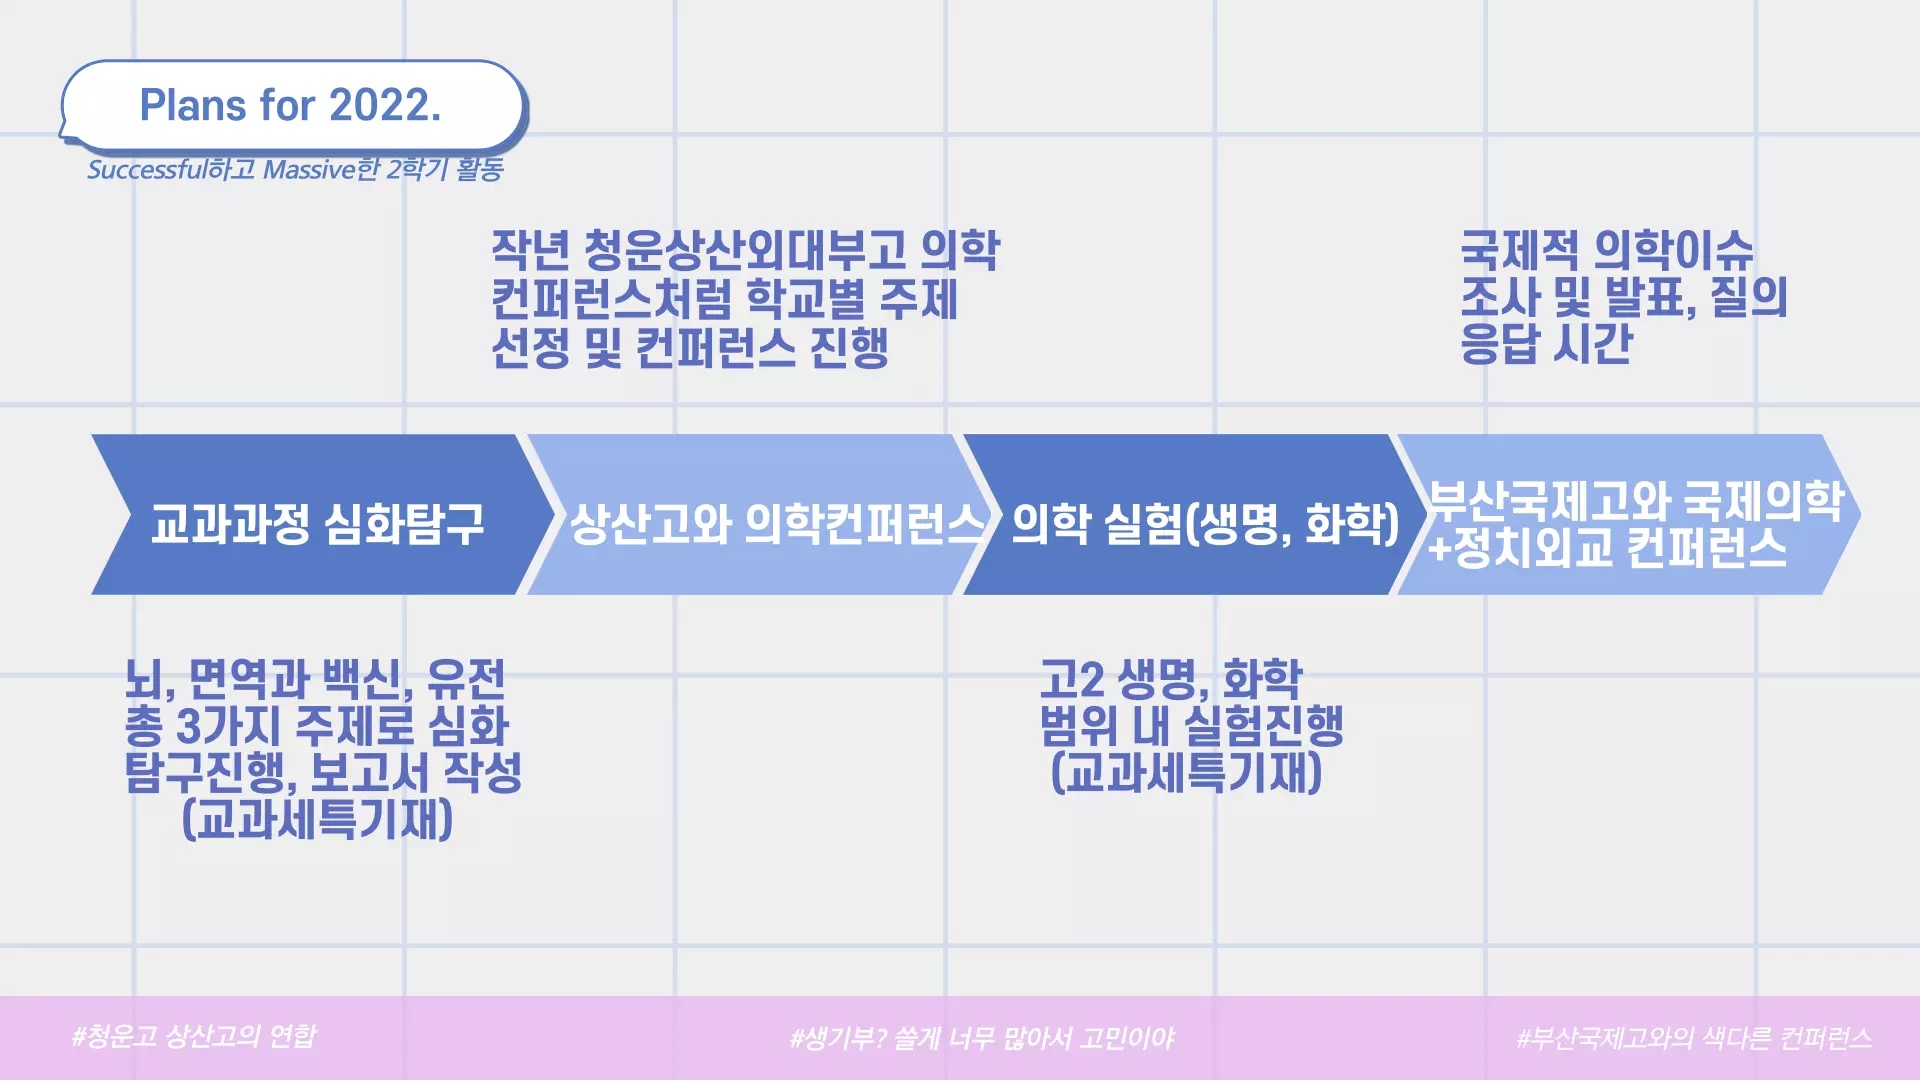 Plans for 2022.
Successful하고 Massive한 2학기 활동
작년 청운상산외대부고 의학
컨퍼런스처럼 학교별 주제
선정 및 컨퍼런스 진행
국제적 의학이슈
조사 및 발표, 질의
응답 시간
교과과정 심화탐구
상산고와 의학컨퍼런스
의학 실험(생명, 화학)
부산국제고와 국제의학
+정치외교 컨퍼런스
뇌, 면역과 백신, 유전
총 3가지 주제로 심화
탐구진행, 보고서 작성
(교과세특기재)
고2 생명, 화학
범위 내 실험진행
(교과세특기재)
#청운고 상산고의 연합
#생기부? 쓸게 너무 많아서 고민이야
#부산국제고와의 색다른 컨퍼런스